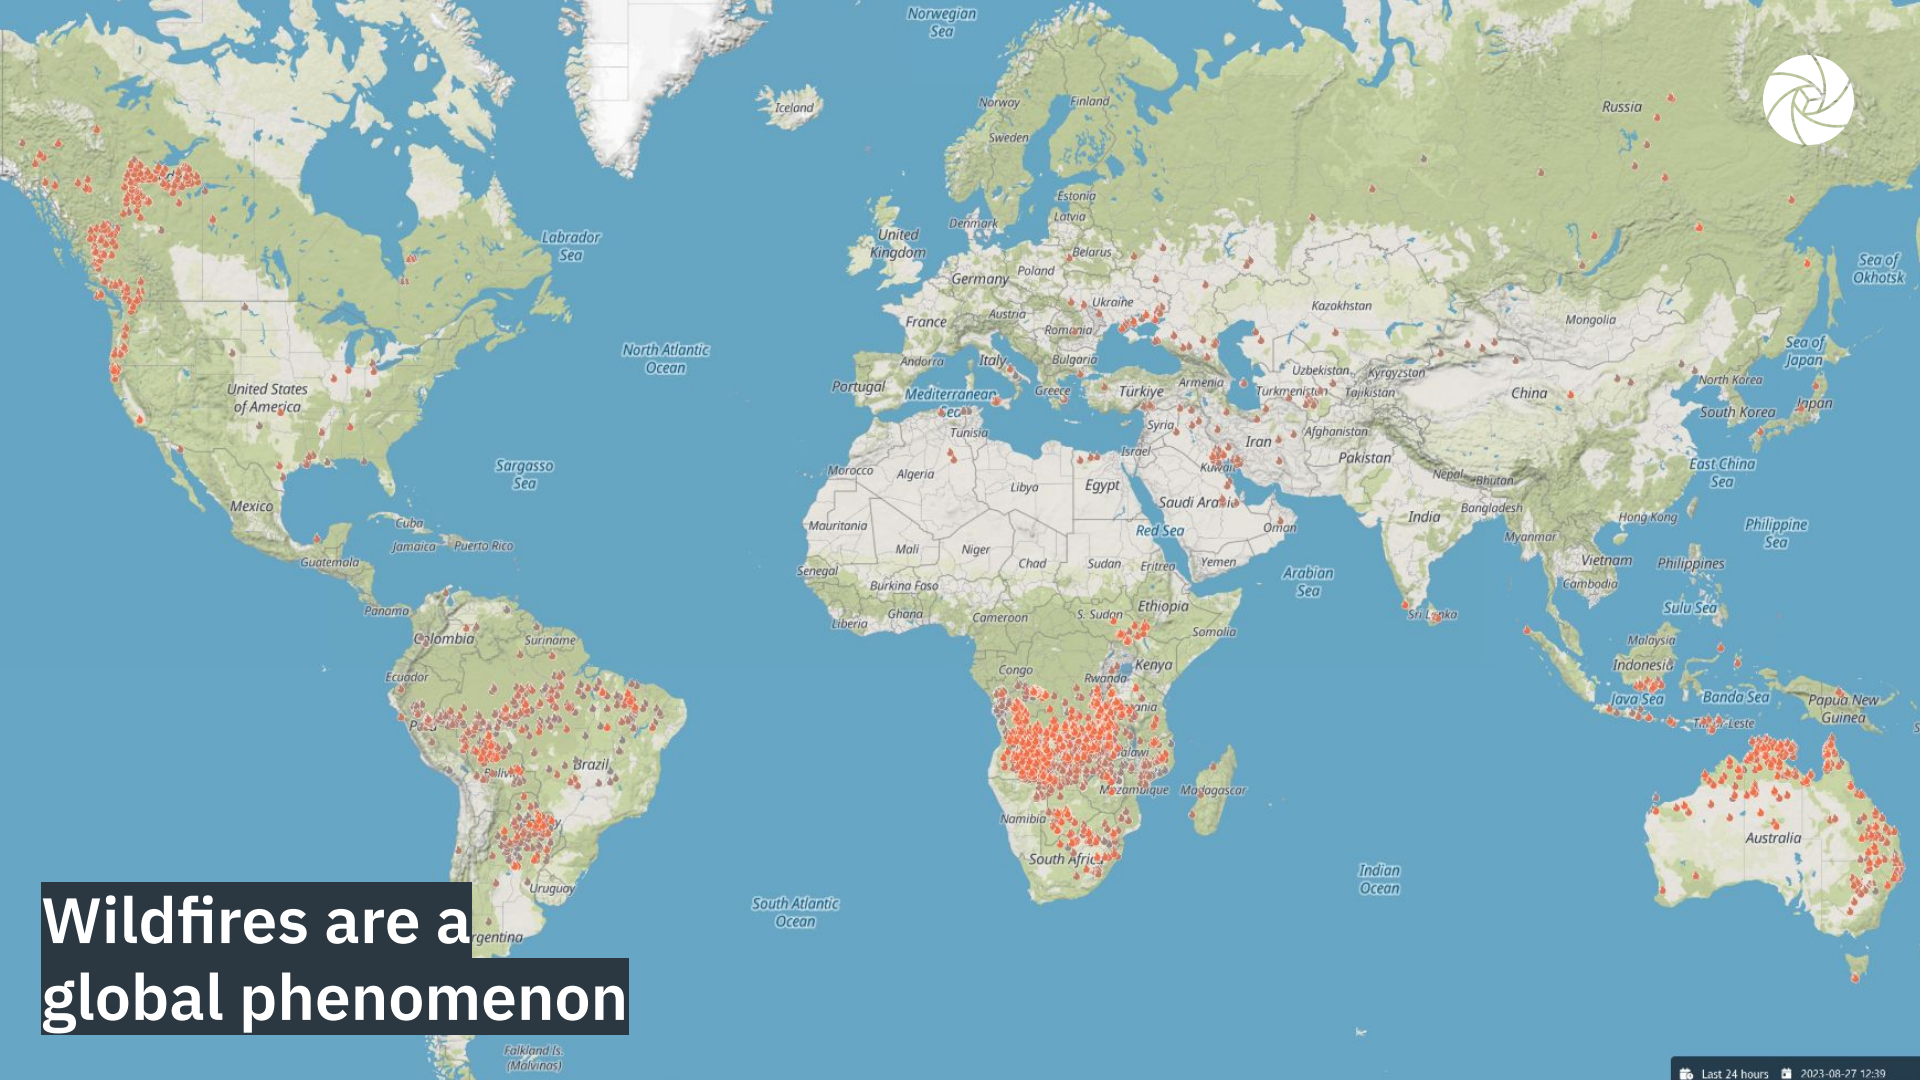 Norwegian
Sea
Iceland
Norway
Finland
Sweden
Russia
Estonia
Latvia
Denmark
United
Kingdom
Labrador
Sea
Belarus
Poland
Germany
Sea of
Okhotsk
Ukraine
Kazakhstan
Austria
Mongolia
France
Romania
North Atlantic
Ocean
Andorra
Italy
Bulgaria
Sea of
Japan
Uzbekistan
Kyrgyzstan
North Korea
Portugal
Mediterranean
Sea
Greece
Türkiye
Armenia
Turkmenistan
Tajikistan
China
United States
of America
South Korea
Japan
Tunisia
Syria
Iran
Afghanistan
Israel
Pakistan
Sargasso
Sea
Morocco
Algeria
Kuwait
Nepal
Bhutan
East China
Sea
Libya
Egypt
Saudi Arabia
Mexico
Cuba
Mauritania
Red Sea
Oman
India
Bangladesh
Hong Kong
Philippine
Sea
Jamaica
Puerto Rico
Mali
Niger
Chad
Sudan
Eritrea
Yemen
Myanmar
Vietnam
Philippines
Guatemala
Senegal
Burkina Faso
Arabian
Sea
Cambodia
Panama
Liberia
Ghana
Cameroon
S. Sudan
Ethiopia
Sri Lanka
Sulu Sea
Colombia
Suriname
Somalia
Malaysia
Indonesia
Ecuador
Congo
Rwanda
Kenya
Java Sea
Banda Sea
Papua New
Guinea
ania
alawi
Brazil
Mozambique
Madagascar
Namibia
Australia
South Africa
Indian
Ocean
Uruguay
South Atlantic
Ocean
rgentina
Wildfires are a
global phenomenon
Falkland Is.
(Malvinas)
Last 24 hours 2023-08-27 12:39